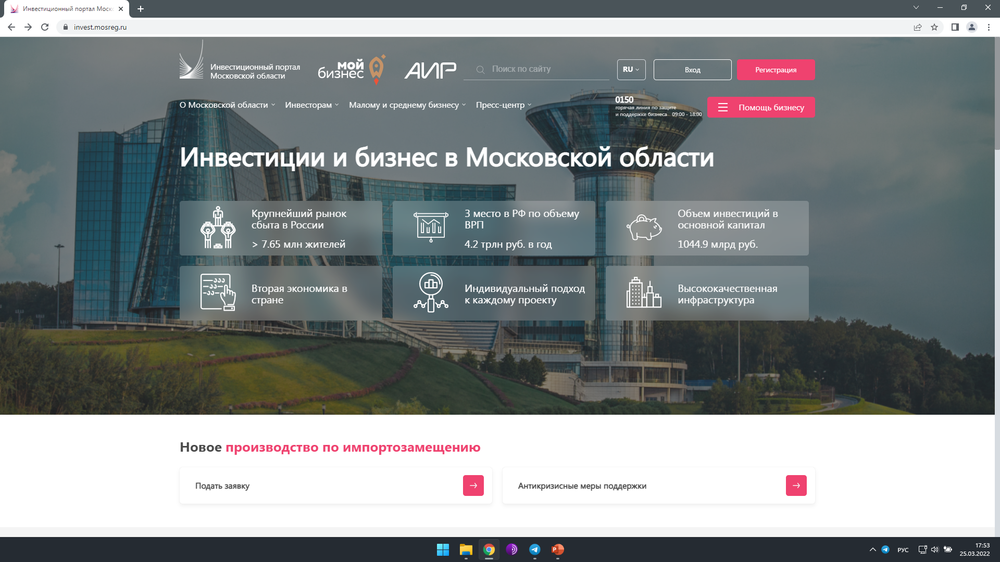 Инвестиционный портал Моск
invest.mosreg.ru
Инвестиционный портал
Московской области
мой
бизнес
АИР
Поиск по сайту
RU
Вход
Регистрация
О Московской области
Инвесторам
Малому и среднему бизнесу
Пресс-центр
0150
горячая линия по защите
и поддержке бизнеса 09:00 - 18:00
Помощь бизнесу
Инвестиции и бизнес в Московской области
Крупнейший рынок
сбыта в России
> 7.65 млн жителей
3 место в РФ по объему
ВРП
4.2 трлн руб. в год
Объем инвестиций в
основной капитал
1044.9 млрд руб.
Вторая экономика в
стране
Индивидуальный подход
к каждому проекту
Высококачественная
инфраструктура
Новое производство по импортозамещению
Подать заявку
Антикризисные меры поддержки
P
РУС
17:53
25.03.2022